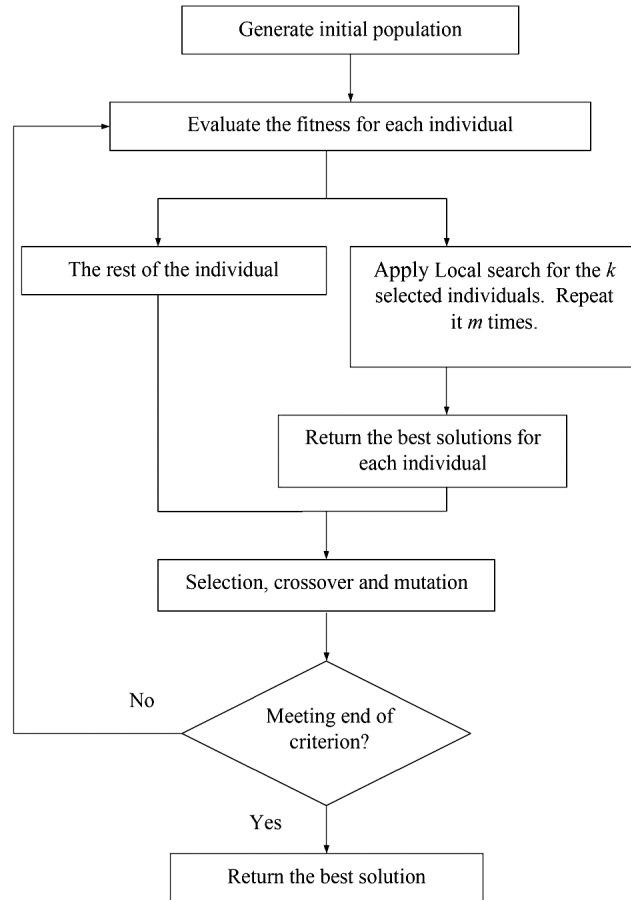 Generate initial population
Evaluate the fitness for each individual
The rest of the individual
Apply Local search for the k
selected individuals.  Repeat
it m times.
Return the best solutions for
each individual
Selection, crossover and mutation
No
Meeting end of
criterion?
Yes
Return the best solution